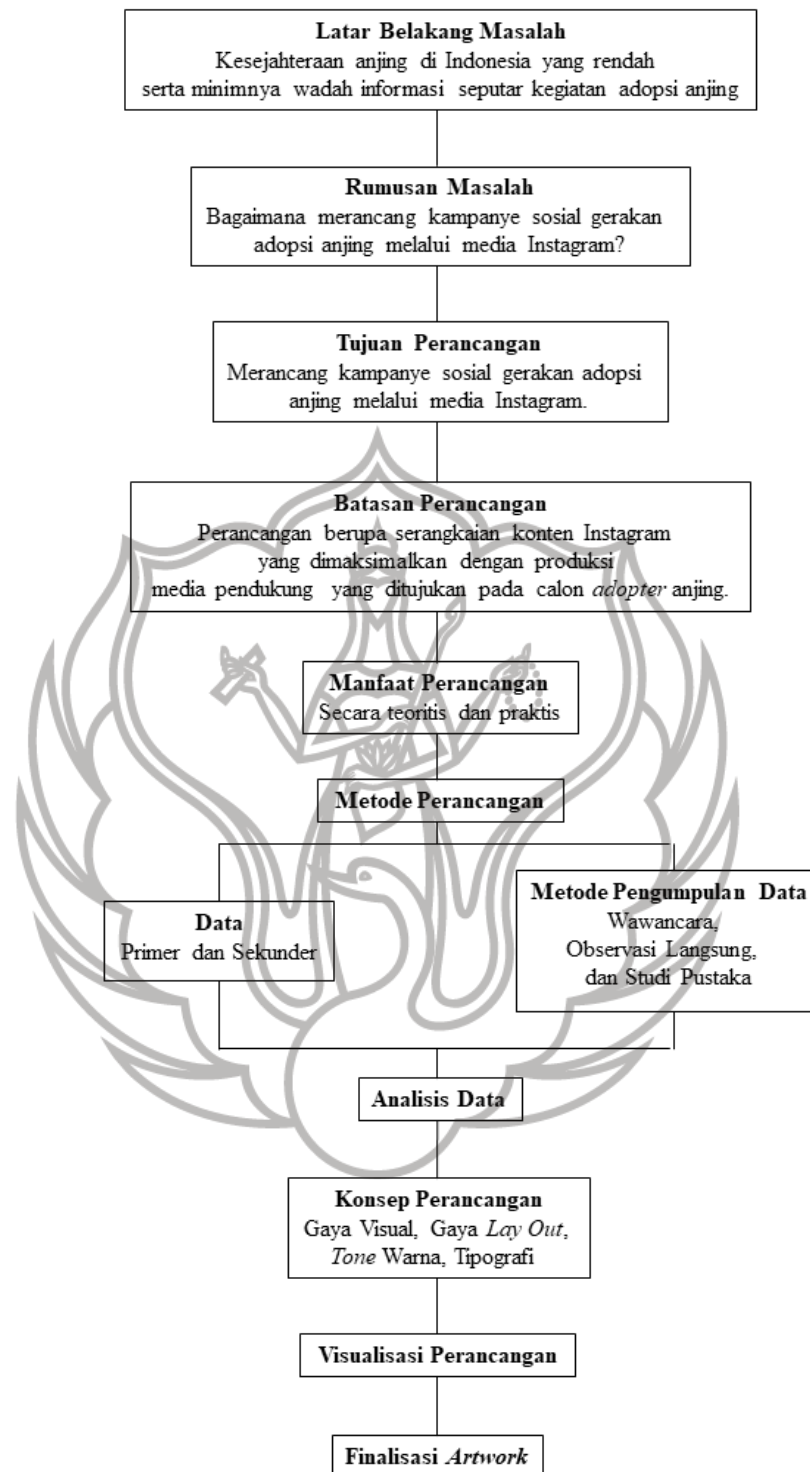 Latar Belakang Masalah
Kesejahteraan anjing di Indonesia yang rendah
serta minimnya wadah informasi seputar kegiatan adopsi anjing
Rumusan Masalah
Bagaimana merancang kampanye sosial gerakan
adopsi anjing melalui media Instagram?
Tujuan Perancangan
Merancang kampanye sosial gerakan adopsi
anjing melalui media Instagram.
Batasan Perancangan
Perancangan berupa serangkaian konten Instagram
yang dimaksimalkan dengan produksi
media pendukung yang ditujukan pada calon adopter anjing.
Manfaat Perancangan
Secara teoritis dan praktis
Metode Perancangan
Data
Primer dan Sekunder
Metode Pengumpulan Data
Wawancara,
Observasi Langsung,
dan Studi Pustaka
Analisis Data
Konsep Perancangan
Gaya Visual, Gaya Lay Out,
Tone Warna, Tipografi
Visualisasi Perancangan
Finalisasi Artwork